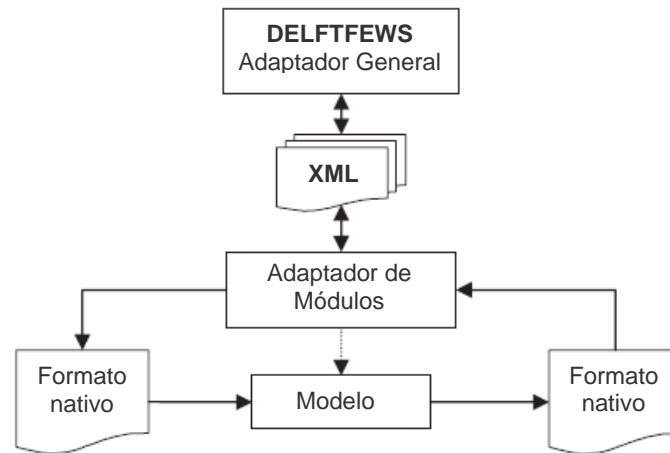 DELFTFEWS
Adaptador General
XML
Adaptador de
Módulos
Formato
nativo
Modelo
Formato
nativo